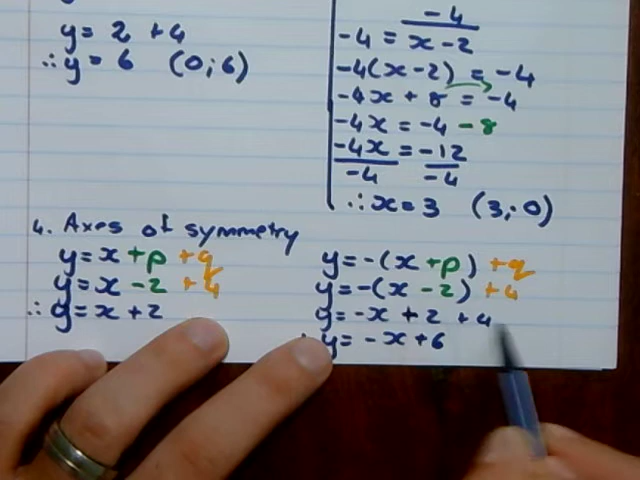 y = 2 + 4
∴ y = 6 (0;6)
-4
-4 = x - 2
-4(x - 2) = -4
-4x + 8 = -4
-4x = -4 - 8
-4x = -12
-4 -4
∴ x = 3 (3;0)
4. Axes of symmetry
y = x + p + q
y = x - 2 + 4
∴ y = x + 2
y = -(x + p) + q
y = -(x - 2) + 4
y = -x + 2 + 4
y = -x + 6